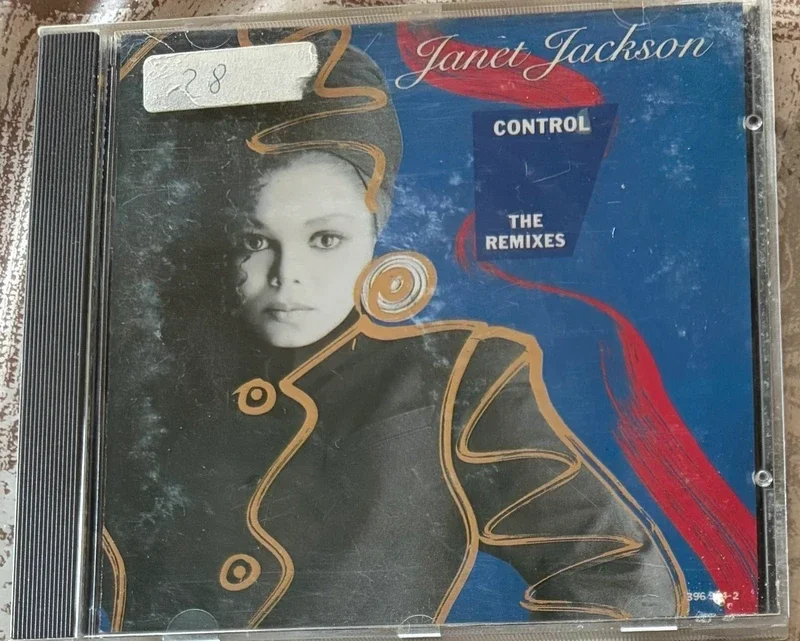 28
Janet Jackson
CONTROL
THE
REMIXES